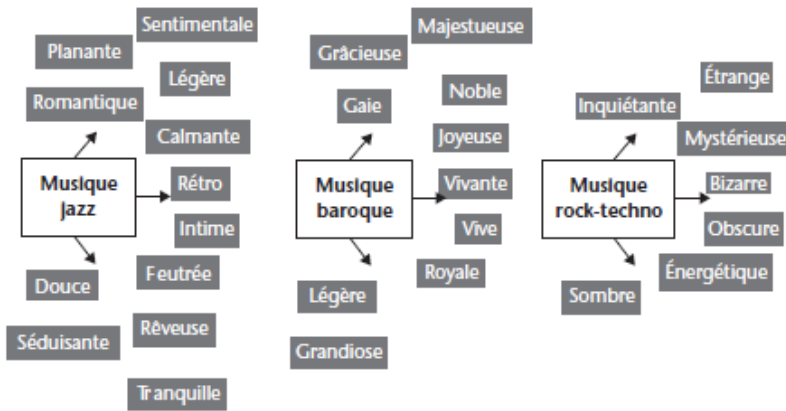 Sentimentale
Planante
Légère
Romantique
Calmante
Musique
jazz
Rétro
Intime
Feutrée
Douce
Rêveuse
Séduisante
Tranquille
Majestueuse
Grâcieuse
Noble
Gaie
Joyeuse
Musique
baroque
Vivante
Vive
Royale
Légère
Grandiose
Étrange
Inquiétante
Mystérieuse
Musique
rock-techno
Bizarre
Obscure
Énergétique
Sombre